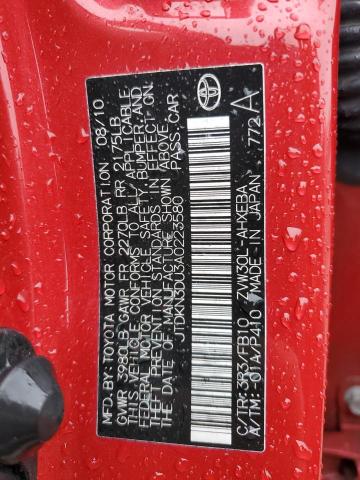 MFD. BY: TOYOTA MOTOR CORPORATION 08/10
GVWR 3980LB GAWR FR 2270LB RR 2175LB
THIS VEHICLE CONFORMS TO ALL APPLICABLE
FEDERAL MOTOR VEHICLE SAFETY, BUMPER, AND
THEFT PREVENTION STANDARDS IN EFFECT ON
THE DATE OF MANUFACTURE SHOWN ABOVE.
JTDKN3DU3A0223580 PASS. CAR
C/TR: 3R3/FB10 ZVW30L-AHXEBA
A/TM: -01A/P410 MADE IN JAPAN 772
A